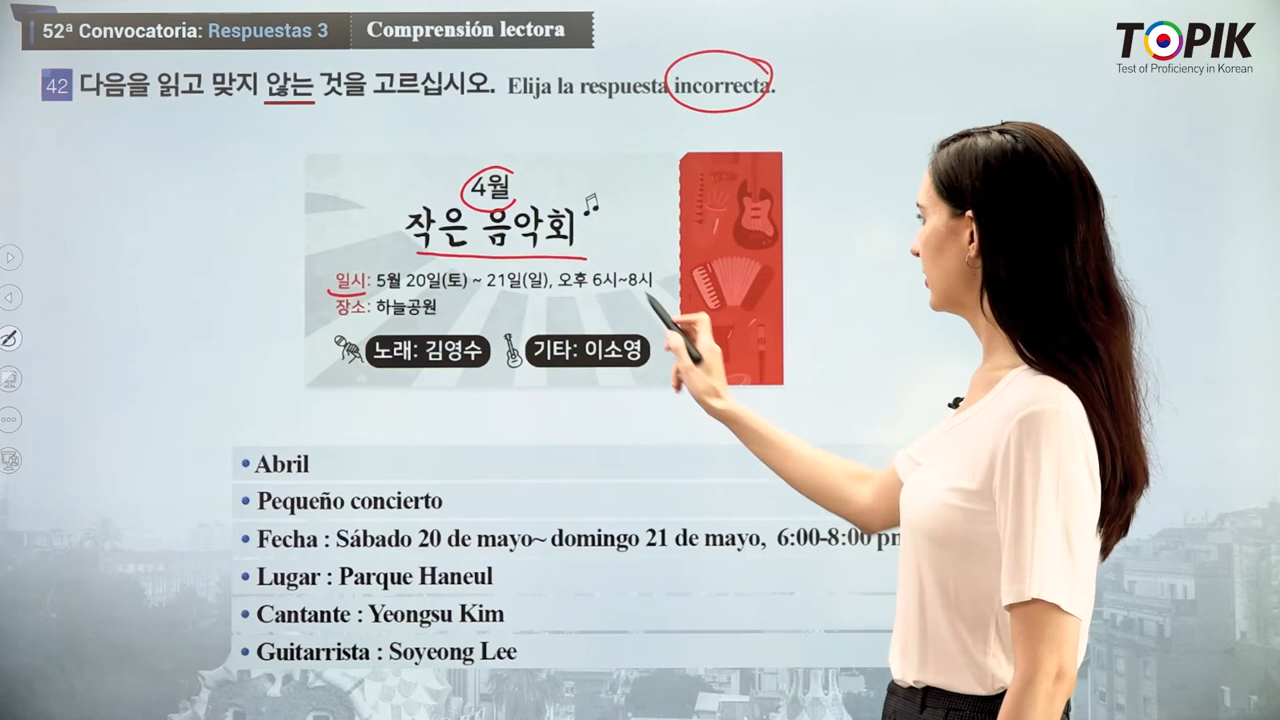 52ª Convocatoria: Respuestas 3 Comprensión lectora
TOPIK
Test of Proficiency in Korean
42 다음을 읽고 맞지 않는 것을 고르십시오. Elija la respuesta incorrecta.
4월
작은 음악회
일시: 5월 20일(토) ~ 21일(일), 오후 6시~8시
장소: 하늘공원
노래: 김영수 기타: 이소영
• Abril
• Pequeño concierto
• Fecha : Sábado 20 de mayo~ domingo 21 de mayo, 6:00-8:00
• Lugar : Parque Haneul
• Cantante : Yeongsu Kim
• Guitarrista : Soyeong Lee